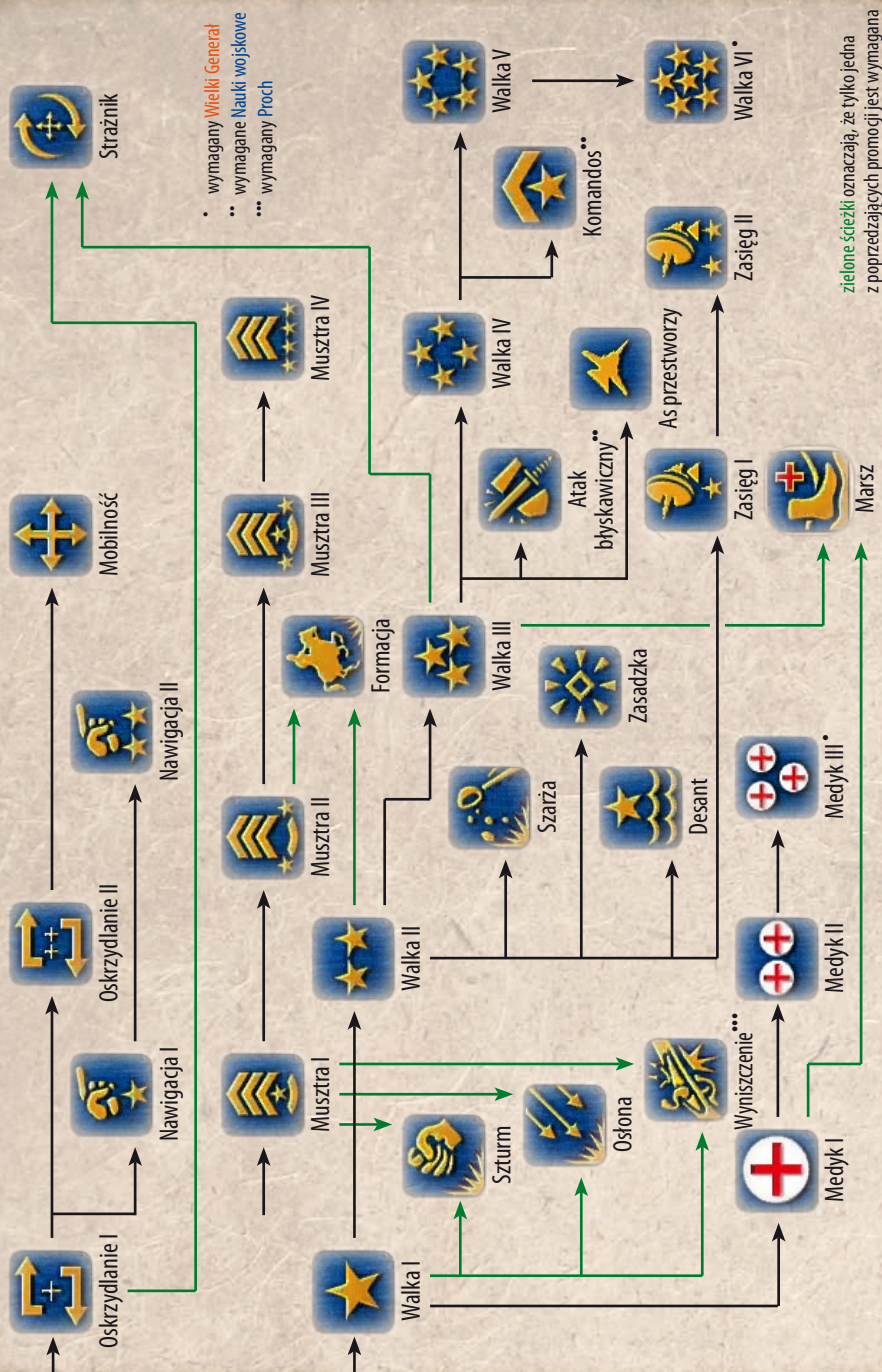 Strażnik
• wymagany Wielki Generał
•• wymagane Nauki wojskowe
••• wymagany Proch
Oskrzydlanie I
Oskrzydlanie II
Mobilność
Nawigacja I
Nawigacja II
Musztra I
Musztra II
Musztra III
Musztra IV
Formacja
Walka I
Walka II
Walka III
Walka IV
Walka V
Walka VI•
Szturm
Osłona
Wyniszczenie•••
Szarża
Zasadzka
Desant
Atak
błyskawiczny••
As przestworzy
Komandos••
Zasięg I
Zasięg II
Marsz
Medyk I
Medyk II
Medyk III•
zielone ścieżki oznaczają, że tylko jedna
z poprzedzających promocji jest wymagana